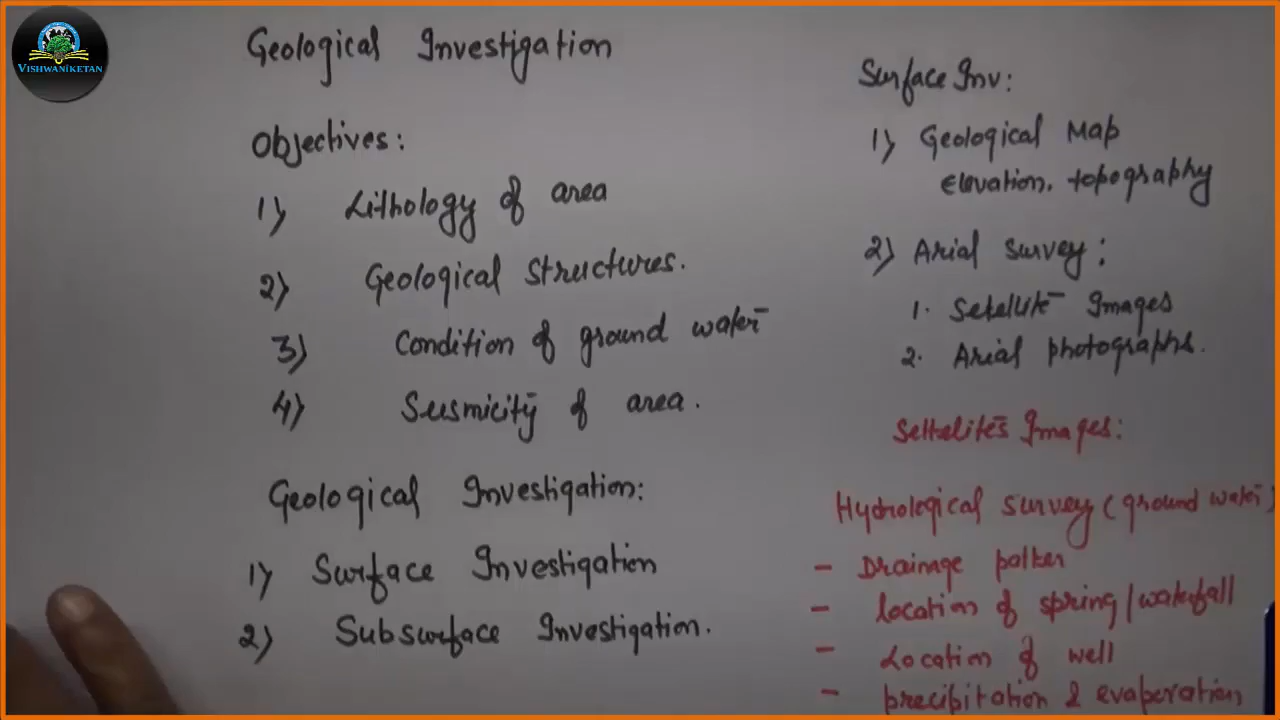 VISHWANIKETAN
Geological Investigation
Objectives:
1) Lithology of area
2) Geological Structures.
3) Condition of ground water
4) Sesmicity of area.
Geological Investigation:
1) Surface Investigation
2) Subsurface Investigation.
Surface Inv:
1) Geological Map
Elevation. topography
2) Arial Survey:
1. Setellite Images
2. Arial photographs.
Settelites Images:
Hydrological Survey (ground water)
- Drainage patter
- location of spring/waterfall
- Location of well
- precipitation & evaperation